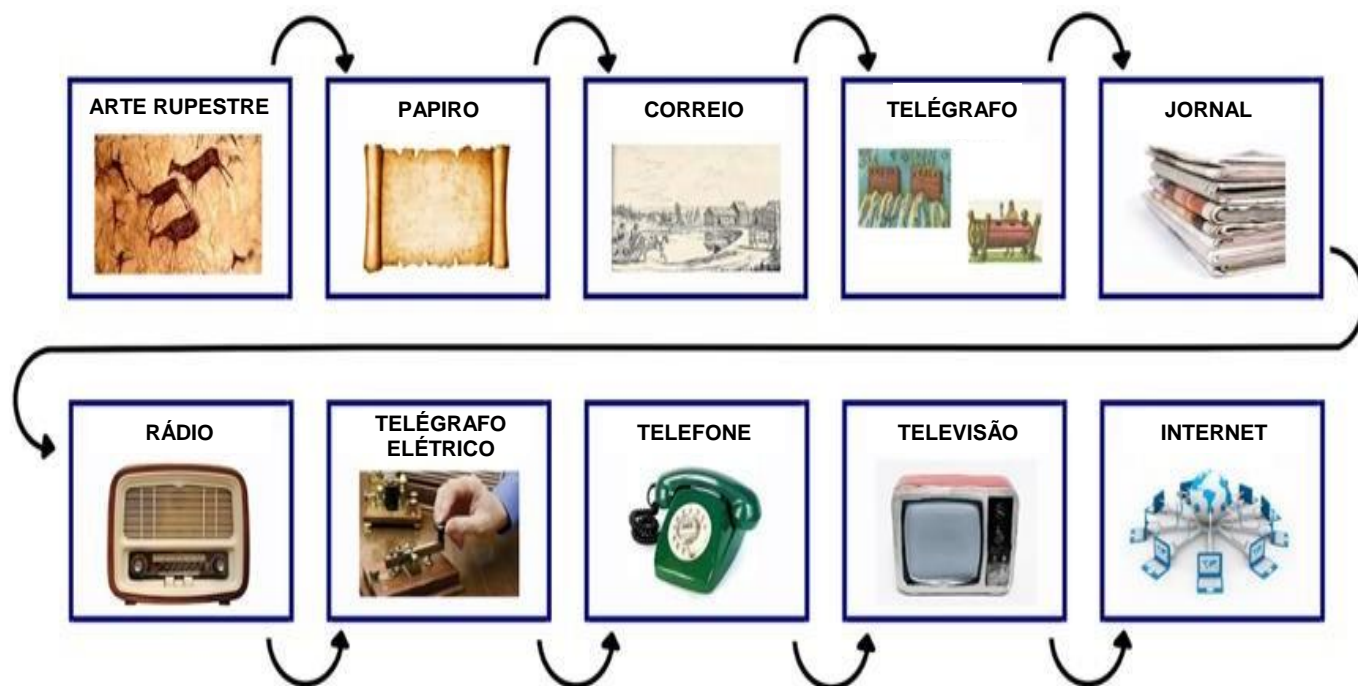 ARTE RUPESTRE
PAPIRO
CORREIO
TELÉGRAFO
JORNAL
RÁDIO
TELÉGRAFO
ELÉTRICO
TELEFONE
TELEVISÃO
INTERNET